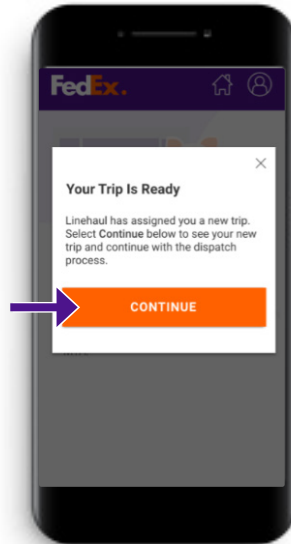 FedEx.
Your Trip Is Ready
Linehaul has assigned you a new trip.
Select Continue below to see your new
trip and continue with the dispatch
process.
CONTINUE